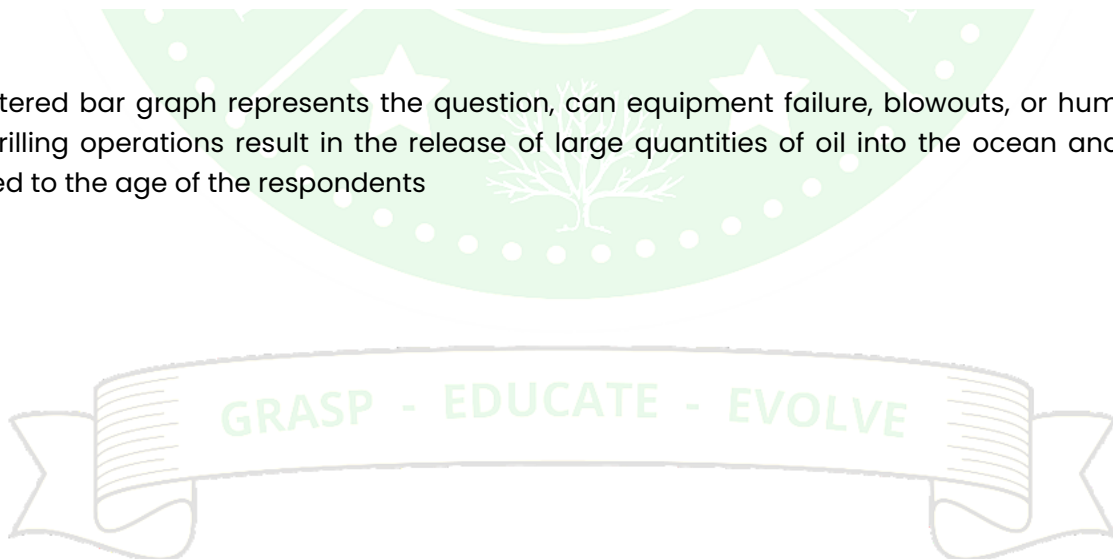 tered bar graph represents the question, can equipment failure, blowouts, or hum
rilling operations result in the release of large quantities of oil into the ocean and
ed to the age of the respondents
GRASP - EDUCATE - EVOLVE